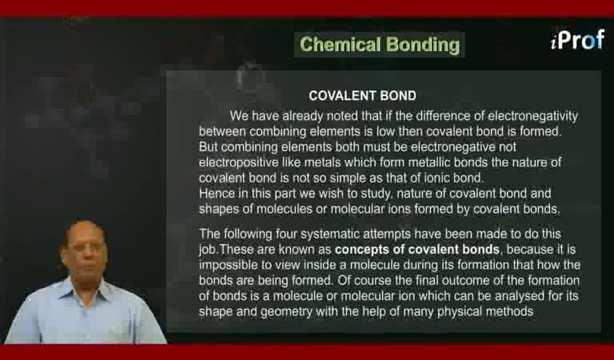 Chemical Bonding
iProf
COVALENT BOND
We have already noted that if the difference of electronegativity
between combining elements is low then covalent bond is formed.
But combining elements both must be electronegative not
electropositive like metals which form metallic bonds the nature of
covalent bond is not so simple as that of ionic bond.
Hence in this part we wish to study, nature of covalent bond and
shapes of molecules or molecular ions formed by covalent bonds.
The following four systematic attempts have been made to do this
job.These are known as concepts of covalent bonds, because it is
impossible to view inside a molecule during its formation that how the
bonds are being formed. Of course the final outcome of the formation
of bonds is a molecule or molecular ion which can be analysed for its
shape and geometry with the help of many physical methods